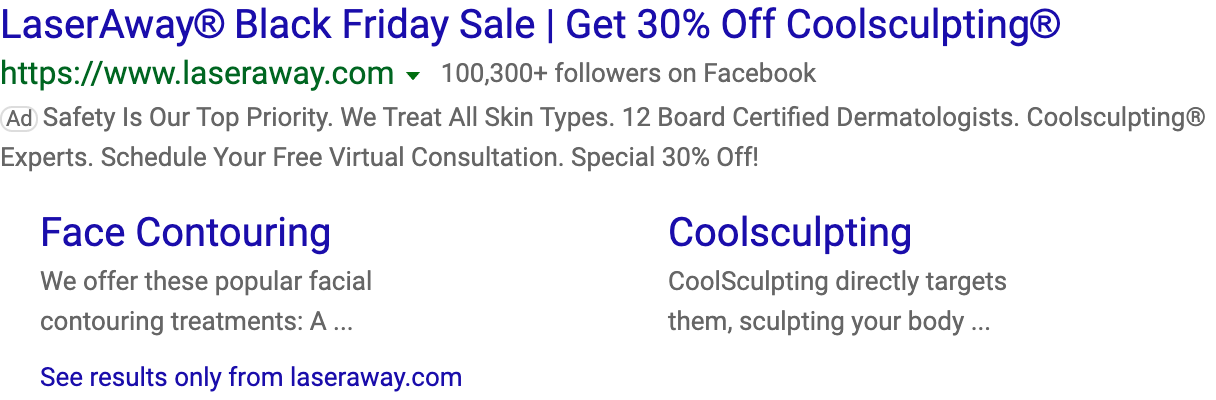 LaserAway® Black Friday Sale | Get 30% Off Coolsculpting®
https://www.laseraway.com 100,300+ followers on Facebook
Ad Safety Is Our Top Priority. We Treat All Skin Types. 12 Board Certified Dermatologists. Coolsculpting®
Experts. Schedule Your Free Virtual Consultation. Special 30% Off!
Face Contouring
We offer these popular facial
contouring treatments: A ...
Coolsculpting
CoolSculpting directly targets
them, sculpting your body ...
See results only from laseraway.com